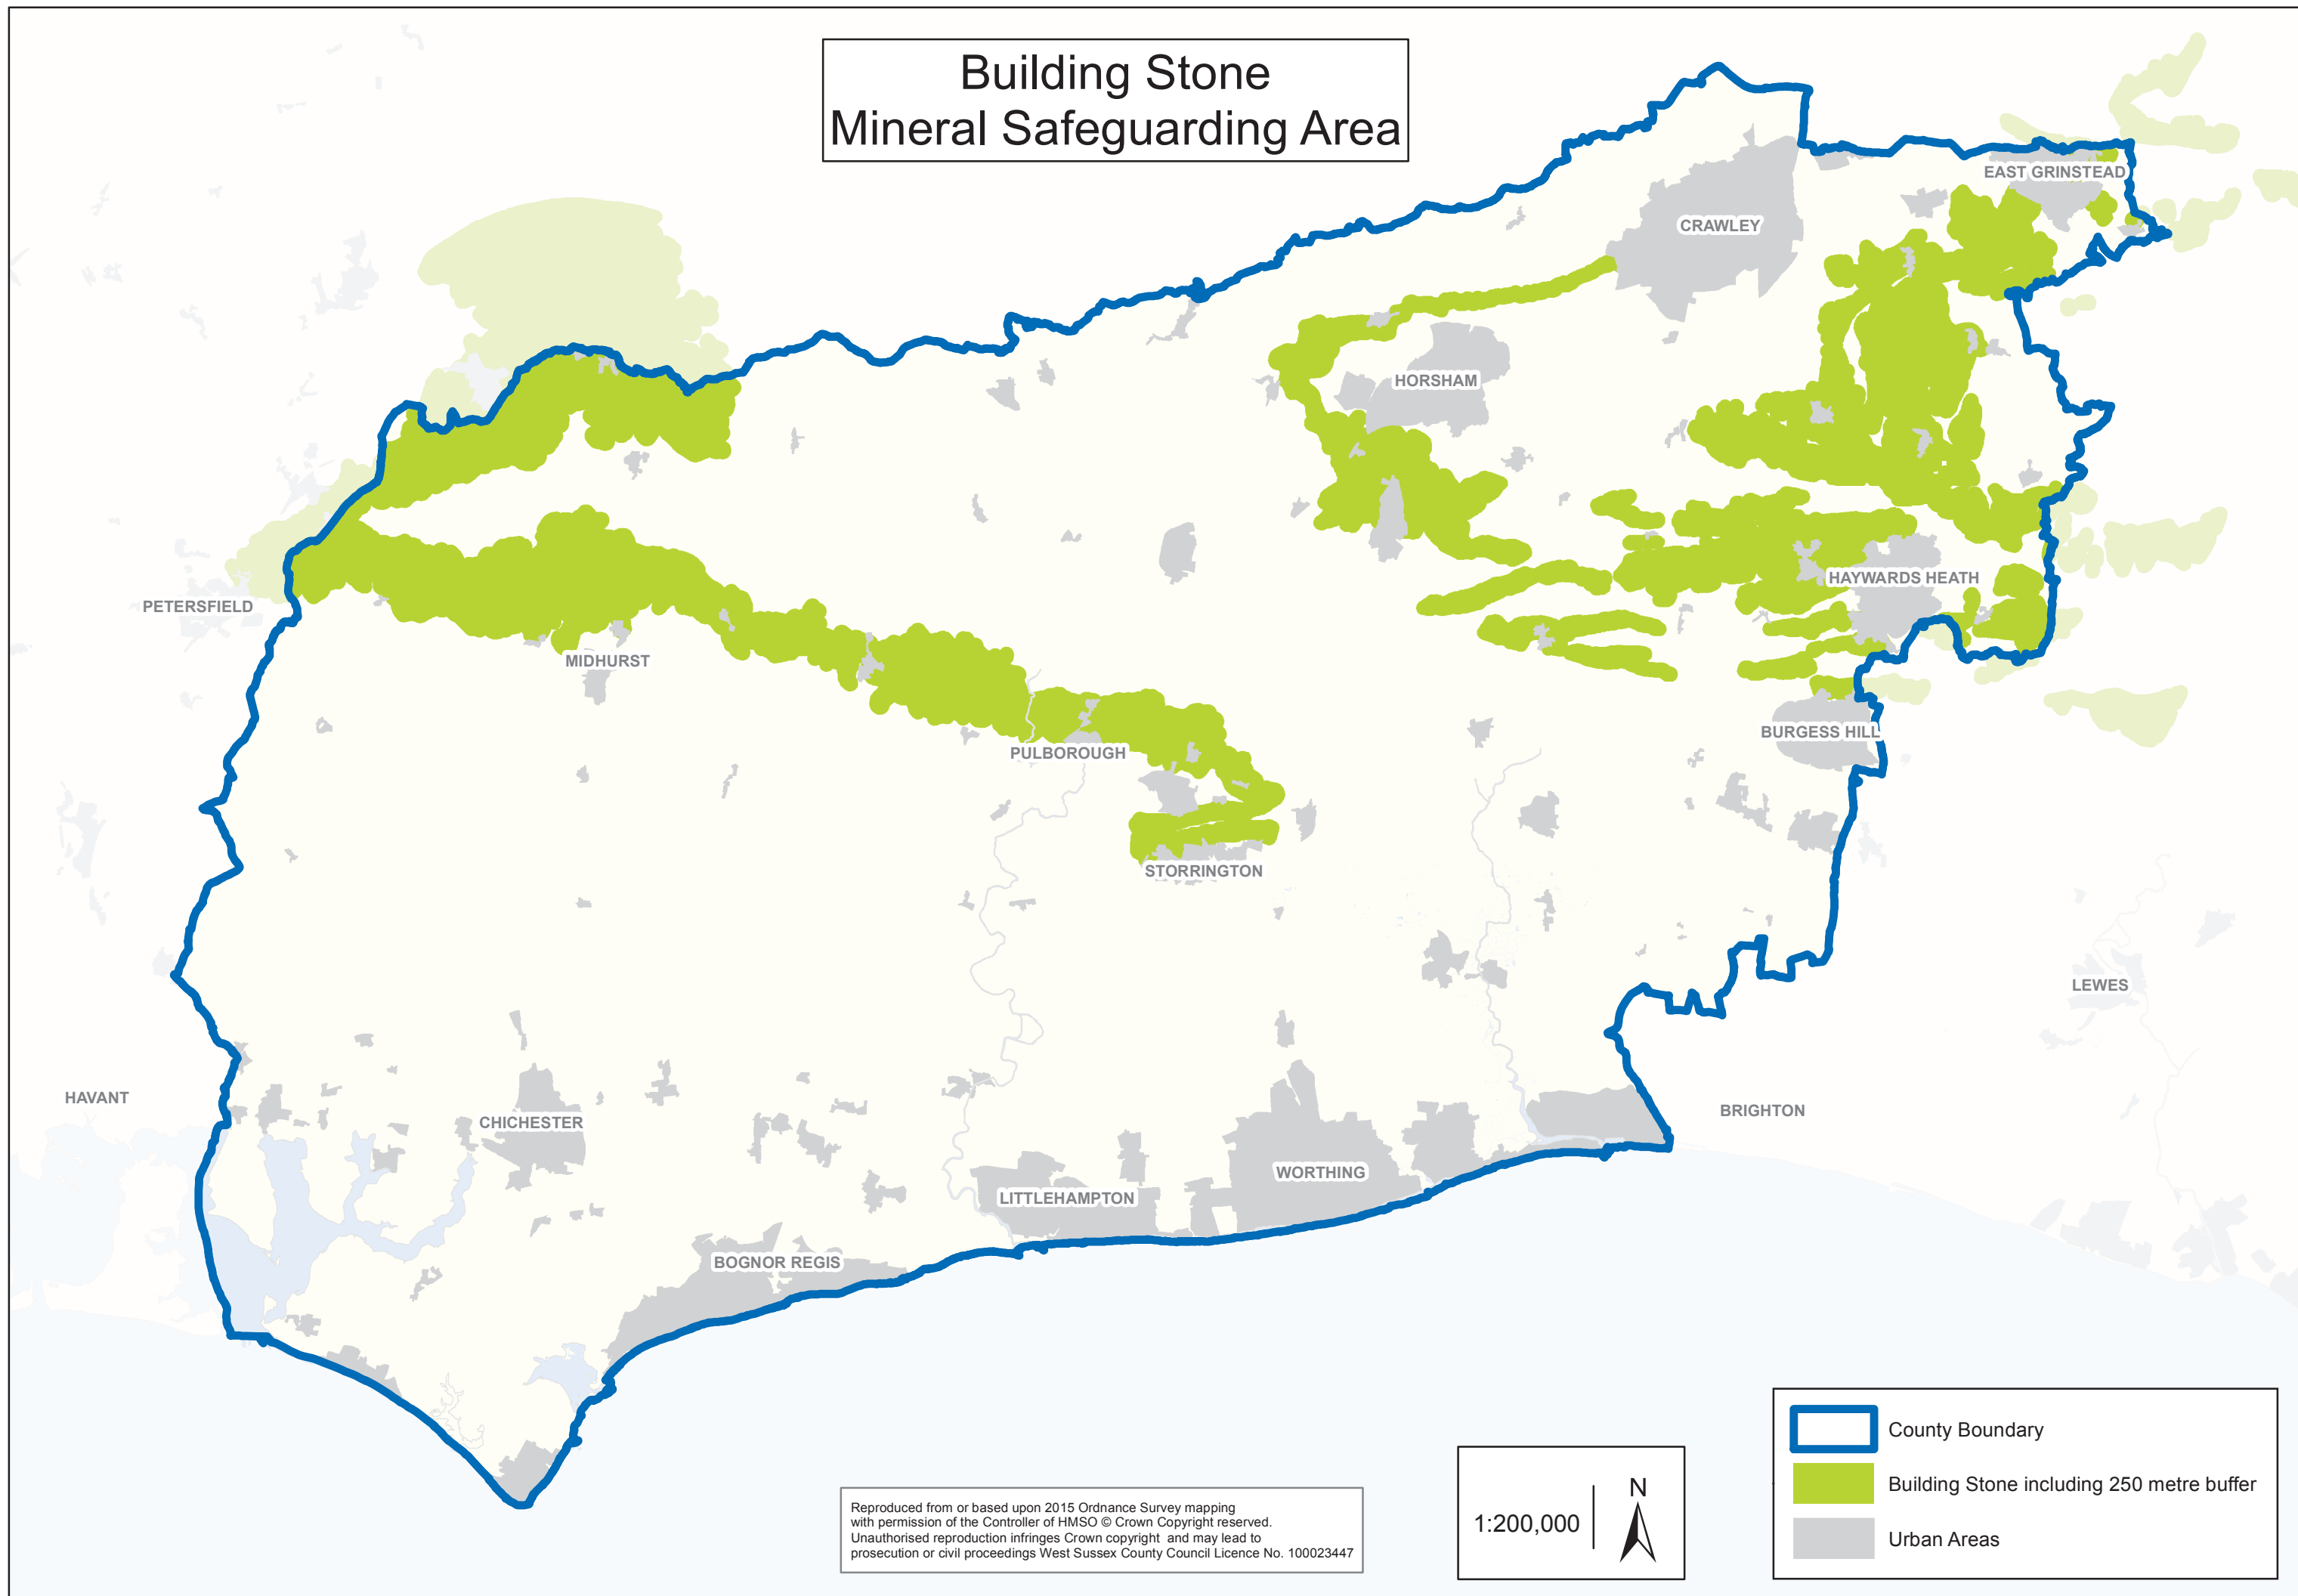 Building Stone
Mineral Safeguarding Area
EAST GRINSTEAD
CRAWLEY
HORSHAM
HAYWARDS HEATH
PETERSFIELD
MIDHURST
BURGESS HILL
PULBOROUGH
STORRINGTON
LEWES
HAVANT
BRIGHTON
CHICHESTER
WORTHING
LITTLEHAMPTON
BOGNOR REGIS
County Boundary
Building Stone including 250 metre buffer
Urban Areas
N
1:200,000
Reproduced from or based upon 2015 Ordnance Survey mapping
with permission of the Controller of HMSO © Crown Copyright reserved.
Unauthorised reproduction infringes Crown copyright and may lead to
prosecution or civil proceedings West Sussex County Council Licence No. 100023447